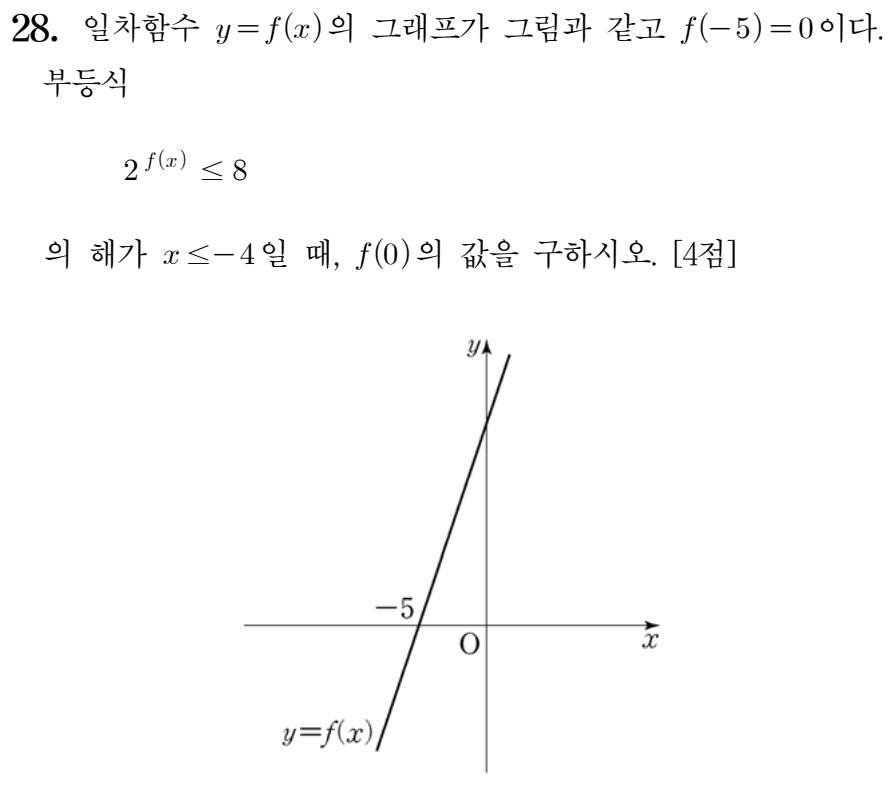 28. 일차함수 y=f(x)의 그래프가 그림과 같고 f(−5)=0이다.
부등식
2^{f(x)} ≤ 8
의 해가 x≤−4일 때, f(0)의 값을 구하시오. [4점]
y
−5
O
x
y=f(x)